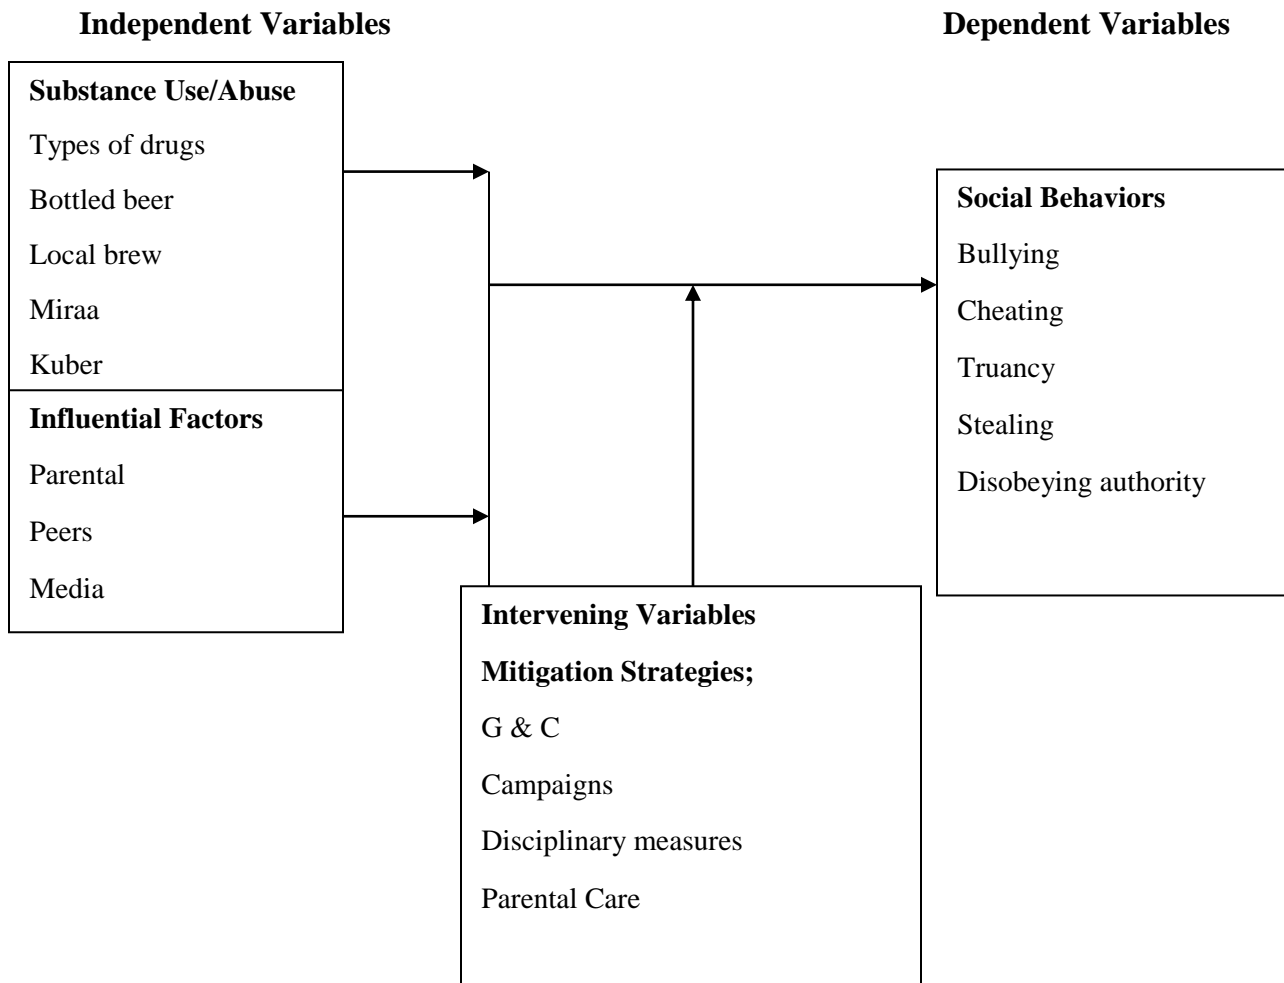 Independent Variables
Dependent Variables
Substance Use/Abuse
Types of drugs
Bottled beer
Local brew
Miraa
Kuber
Influential Factors
Parental
Peers
Media
Social Behaviors
Bullying
Cheating
Truancy
Stealing
Disobeying authority
Intervening Variables
Mitigation Strategies;
G & C
Campaigns
Disciplinary measures
Parental Care